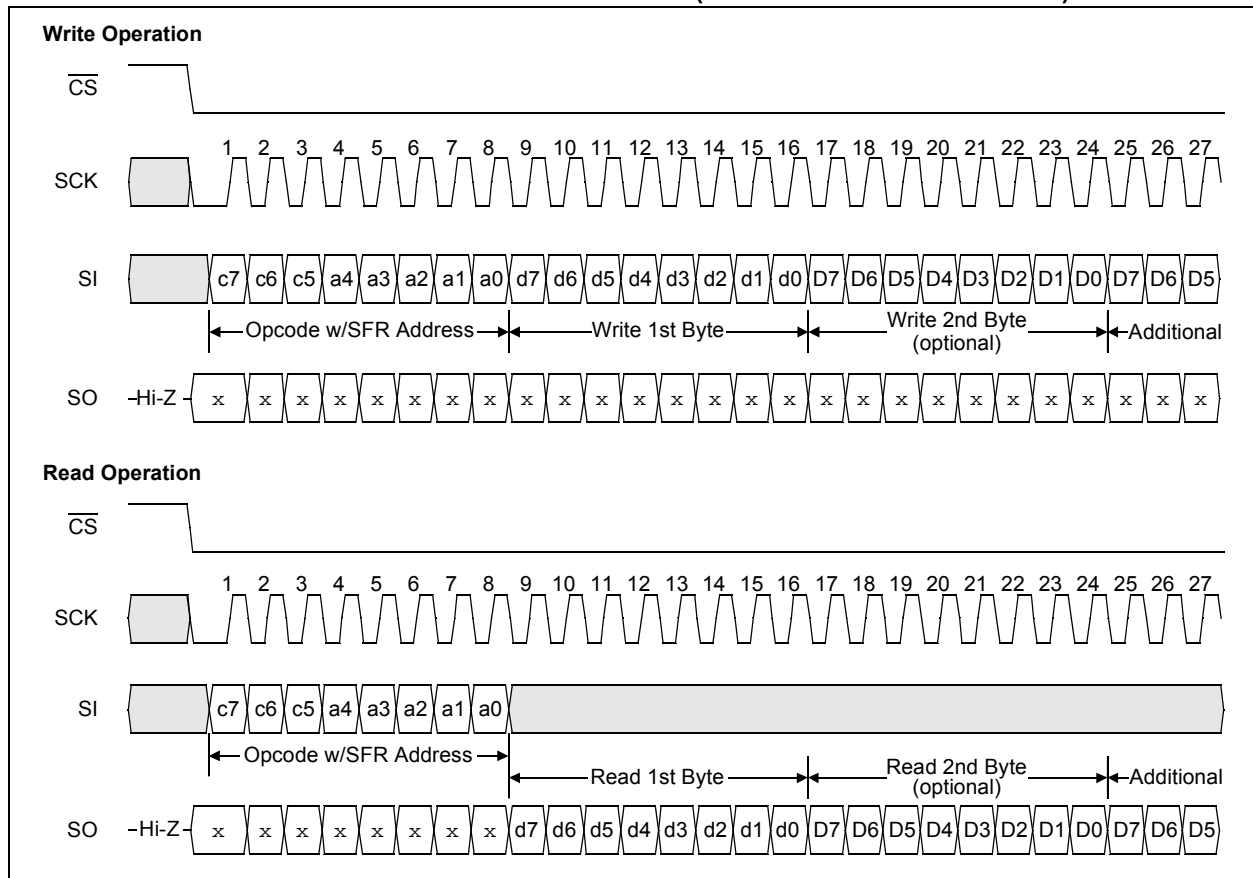 Write Operation
CS
1 2 3 4 5 6 7 8 9 10 11 12 13 14 15 16 17 18 19 20 21 22 23 24 25 26 27
SCK
SI c7 c6 c5 a4 a3 a2 a1 a0 d7 d6 d5 d4 d3 d2 d1 d0 D7 D6 D5 D4 D3 D2 D1 D0 D7 D6 D5
Opcode w/SFR Address Write 1st Byte Write 2nd Byte Additional
(optional)
SO Hi-Z x x x x x x x x x x x x x x x x x x x x x x x x x x x
Read Operation
CS
1 2 3 4 5 6 7 8 9 10 11 12 13 14 15 16 17 18 19 20 21 22 23 24 25 26 27
SCK
SI c7 c6 c5 a4 a3 a2 a1 a0
Opcode w/SFR Address
Read 1st Byte Read 2nd Byte Additional
(optional)
SO Hi-Z x x x x x x x x d7 d6 d5 d4 d3 d2 d1 d0 D7 D6 D5 D4 D3 D2 D1 D0 D7 D6 D5